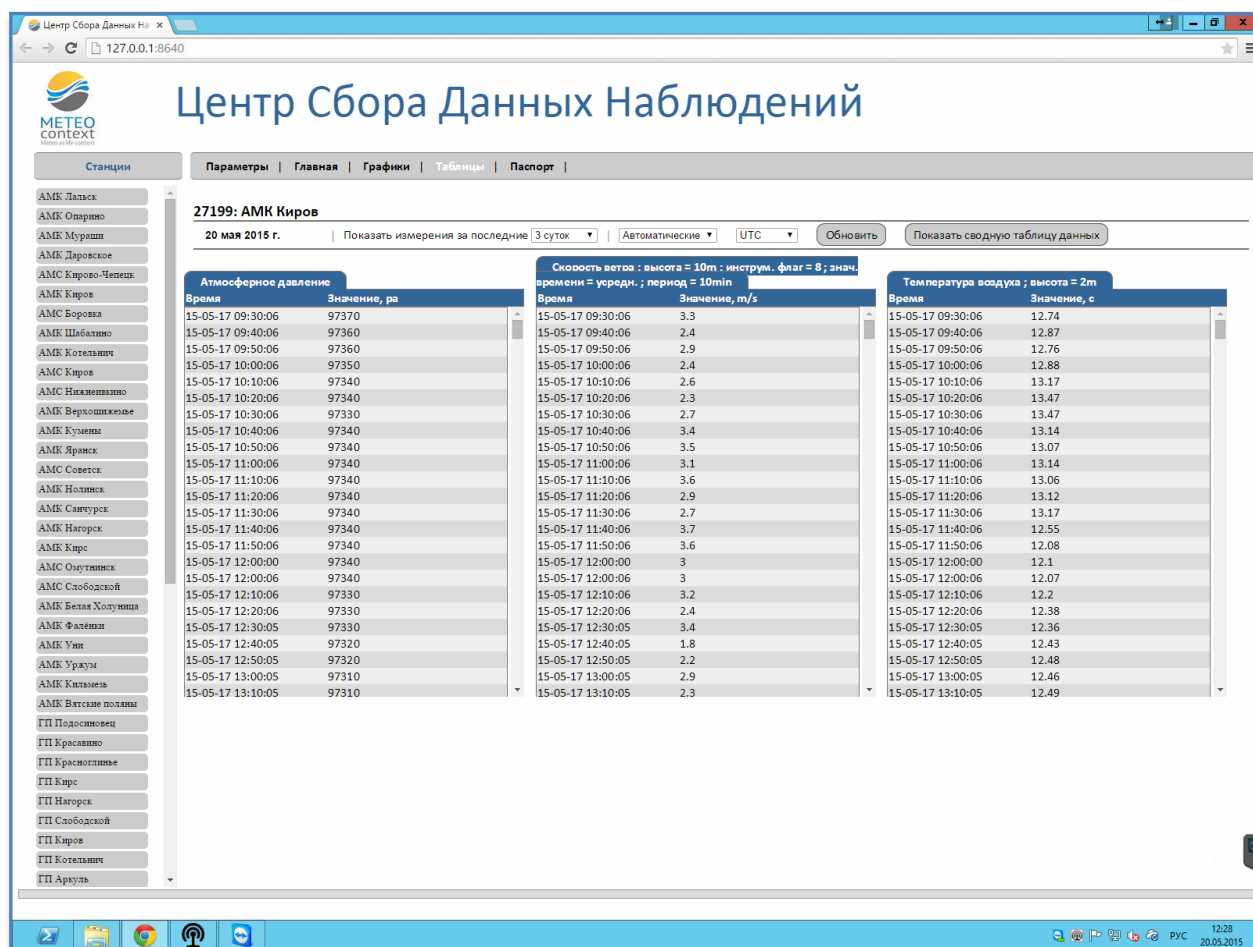 Центр Сбора Данных На
127.0.0.1:8640
METEO
context
Meteo as life context
Центр Сбора Данных Наблюдений
Станции
Параметры | Главная | Графики | Таблицы | Паспорт |
АМК Лальск
АМК Опарино
АМК Мураши
АМК Даровское
АМС Кирово-Чепецк
АМК Киров
АМС Боровка
АМК Шабалино
АМК Котельнич
АМС Киров
АМС Нижнеивкино
АМК Верхошижемье
АМК Кумены
АМК Яранск
АМС Советск
АМК Нолинск
АМК Санчурск
АМК Нагорск
АМК Кирс
АМС Омутнинск
АМС Слободской
АМК Белая Холуница
АМК Фалёнки
АМК Уни
АМК Уржум
АМК Кильмезь
АМК Вятские поляны
ГП Подосиновец
ГП Красавино
ГП Красноглинье
ГП Кирс
ГП Нагорск
ГП Слободской
ГП Киров
ГП Котельнич
ГП Аркуль
27199: АМК Киров
20 мая 2015 г. | Показать измерения за последние 3 суток | Автоматические UTC Обновить Показать сводную таблицу данных
Атмосферное давление
Время Значение, pa
15-05-17 09:30:06 97370
15-05-17 09:40:06 97360
15-05-17 09:50:06 97360
15-05-17 10:00:06 97350
15-05-17 10:10:06 97340
15-05-17 10:20:06 97340
15-05-17 10:30:06 97330
15-05-17 10:40:06 97340
15-05-17 10:50:06 97340
15-05-17 11:00:06 97340
15-05-17 11:10:06 97340
15-05-17 11:20:06 97340
15-05-17 11:30:06 97340
15-05-17 11:40:06 97340
15-05-17 11:50:06 97340
15-05-17 12:00:00 97340
15-05-17 12:00:06 97340
15-05-17 12:10:06 97330
15-05-17 12:20:06 97330
15-05-17 12:30:05 97330
15-05-17 12:40:05 97320
15-05-17 12:50:05 97320
15-05-17 13:00:05 97310
15-05-17 13:10:05 97310
Скорость ветра : высота = 10m : инструм. флаг = 8 ; знач.
времени = усредн. ; период = 10min
Время Значение, m/s
15-05-17 09:30:06 3.3
15-05-17 09:40:06 2.4
15-05-17 09:50:06 2.9
15-05-17 10:00:06 2.4
15-05-17 10:10:06 2.6
15-05-17 10:20:06 2.3
15-05-17 10:30:06 2.7
15-05-17 10:40:06 3.4
15-05-17 10:50:06 3.5
15-05-17 11:00:06 3.1
15-05-17 11:10:06 3.6
15-05-17 11:20:06 2.9
15-05-17 11:30:06 2.7
15-05-17 11:40:06 3.7
15-05-17 11:50:06 3.6
15-05-17 12:00:00 3
15-05-17 12:00:06 3
15-05-17 12:10:06 3.2
15-05-17 12:20:06 2.4
15-05-17 12:30:05 3.4
15-05-17 12:40:05 1.8
15-05-17 12:50:05 2.2
15-05-17 13:00:05 2.9
15-05-17 13:10:05 2.3
Температура воздуха ; высота = 2m
Время Значение, c
15-05-17 09:30:06 12.74
15-05-17 09:40:06 12.87
15-05-17 09:50:06 12.76
15-05-17 10:00:06 12.88
15-05-17 10:10:06 13.17
15-05-17 10:20:06 13.47
15-05-17 10:30:06 13.47
15-05-17 10:40:06 13.14
15-05-17 10:50:06 13.07
15-05-17 11:00:06 13.14
15-05-17 11:10:06 13.06
15-05-17 11:20:06 13.12
15-05-17 11:30:06 13.17
15-05-17 11:40:06 12.55
15-05-17 11:50:06 12.08
15-05-17 12:00:00 12.1
15-05-17 12:00:06 12.07
15-05-17 12:10:06 12.2
15-05-17 12:20:06 12.38
15-05-17 12:30:05 12.36
15-05-17 12:40:05 12.43
15-05-17 12:50:05 12.48
15-05-17 13:00:05 12.46
15-05-17 13:10:05 12.49
РУС
12:28
20.05.2015